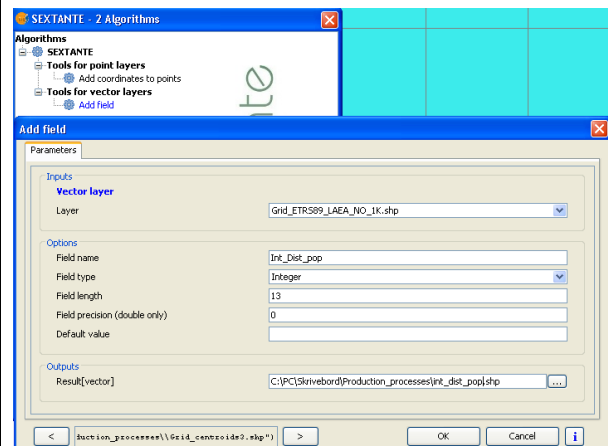 SEXTANTE - 2 Algorithms
Algorithms
SEXTANTE
Tools for point layers
Add coordinates to points
Tools for vector layers
Add field
Add field
Parameters
Inputs
Vector layer
Layer Grid_ETRS89_LAEA_NO_1K.shp
Options
Field name Int_Dist_pop
Field type Integer
Field length 13
Field precision (double only) 0
Default value
Outputs
Result[vector] C:\PC\Skrivebord\Production_processes\int_dist_pop.shp ...
< fuction_processes\\Grid_centroids3.shp") > OK Cancel i